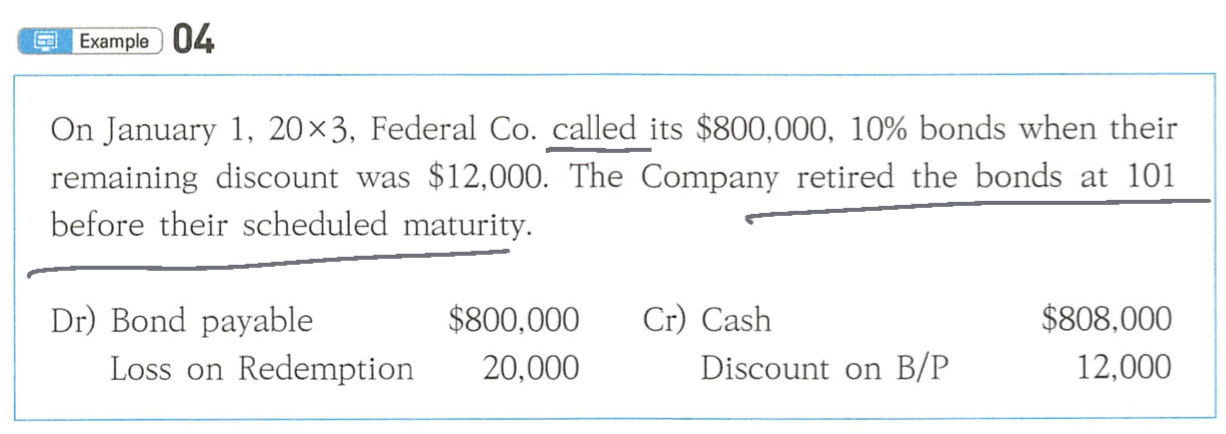 Example 04
On January 1, 20×3, Federal Co. called its $800,000, 10% bonds when their
remaining discount was $12,000. The Company retired the bonds at 101
before their scheduled maturity.
Dr) Bond payable $800,000 Cr) Cash $808,000
Loss on Redemption 20,000 Discount on B/P 12,000